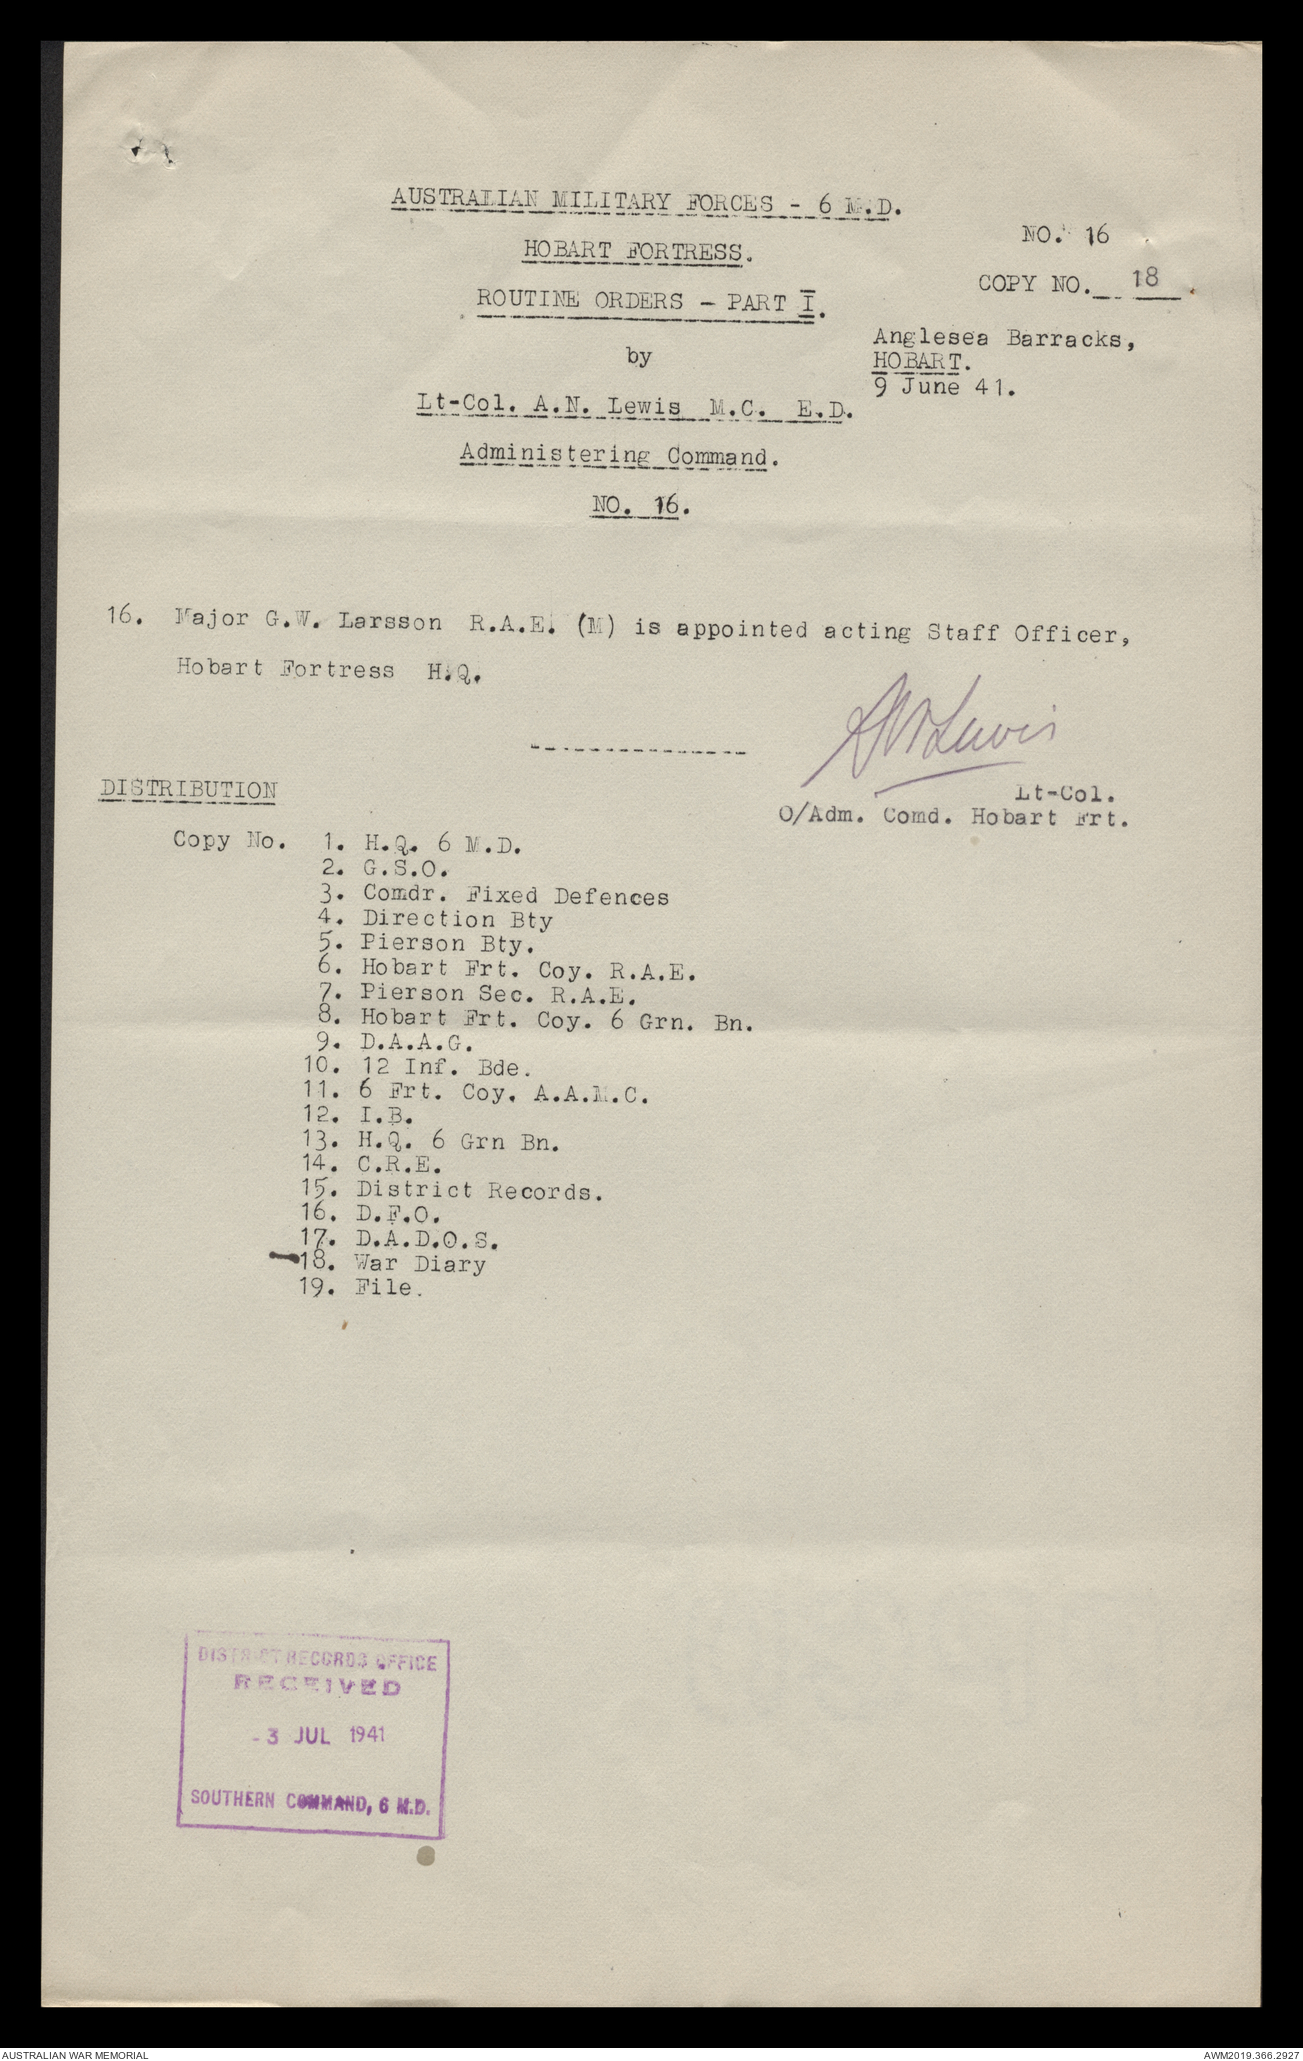 AUSTRALIAN MILITARY FORCES - 6 M.D.
NO. 16
HOBART FORTRESS.
COPY NO. 18.
ROUTINE ORDERS - PART I.
Anglesea Barracks,
HOBART.
9 June 41.
by
Lt-Col. A.N. Lewis M.C. E.D.
Administering Command.
NO. 16.
16. Major G.W. Larsson R.A.E. (M) is appointed acting Staff Officer,
Hobart Fortress H.Q.
---------------
A N Lewis
Lt-Col.
O/Adm. Comd. Hobart Frt.
DISTRIBUTION
Copy No. 1. H.Q. 6 M.D.
2. G.S.O.
3. Comdr. Fixed Defences
4. Direction Bty
5. Pierson Bty.
6. Hobart Frt. Coy. R.A.E.
7. Pierson Sec. R.A.E.
8. Hobart Frt. Coy. 6 Grn. Bn.
9. D.A.A.G.
10. 12 Inf. Bde.
11. 6 Frt. Coy. A.A.M.C.
12. I.B.
13. H.Q. 6 Grn Bn.
14. C.R.E.
15. District Records.
16. D.F.O.
17. D.A.D.O.S.
18. War Diary
19. File.
DISTRICT RECORDS OFFICE
RECEIVED
-3 JUL 1941
SOUTHERN COMMAND, 6 M.D.
AUSTRALIAN WAR MEMORIAL
AWM2019.366.2927